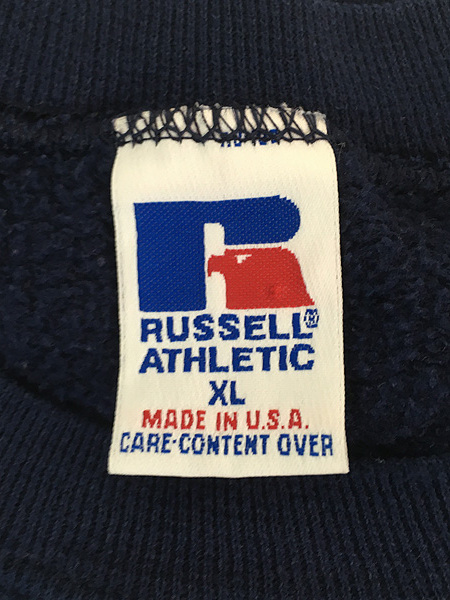 RUSSELL
ATHLETIC
XL
MADE IN U.S.A.
CARE-CONTENT OVER